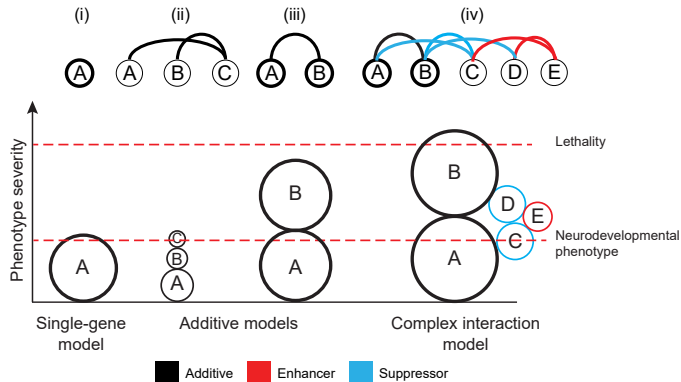 (i) (ii) (iii) (iv)
A A B C A B A B C D E
Phenotype severity
Lethality
Neurodevelopmental
phenotype
B
B
D
E
C
C
B
A
A
A
A
Single-gene
model
Additive models
Complex interaction
model
Additive Enhancer Suppressor